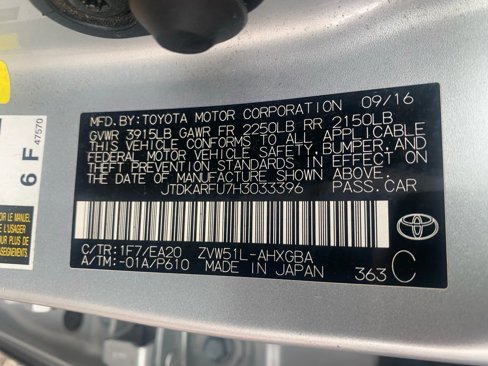 MFD.BY:TOYOTA MOTOR CORPORATION 09/16
GVWR 3915LB GAWR FR 2250LB RR 2150LB
THIS VEHICLE CONFORMS TO ALL APPLICABLE
FEDERAL MOTOR VEHICLE SAFETY,BUMPER,AND
THEFT PREVENTION STANDARDS IN EFFECT ON
THE DATE OF MANUFACTURE SHOWN ABOVE.
JTDKARFU7H3033396 PASS.CAR
C/TR:1F7/EA20 ZVW51L-AHXGBA
A/TM:-01A/P610 MADE IN JAPAN 363 C
6 F
47570